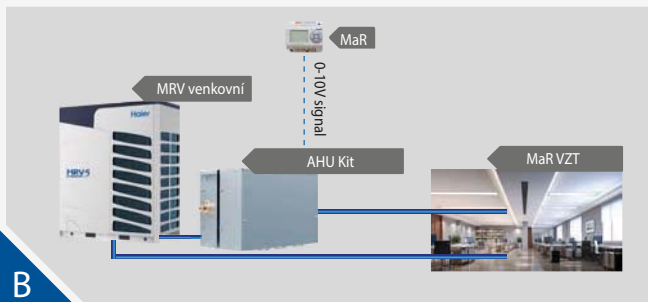 MaR
0-10V signal
MRV venkovní
Haier
MRV5
AHU Kit
MaR VZT
B